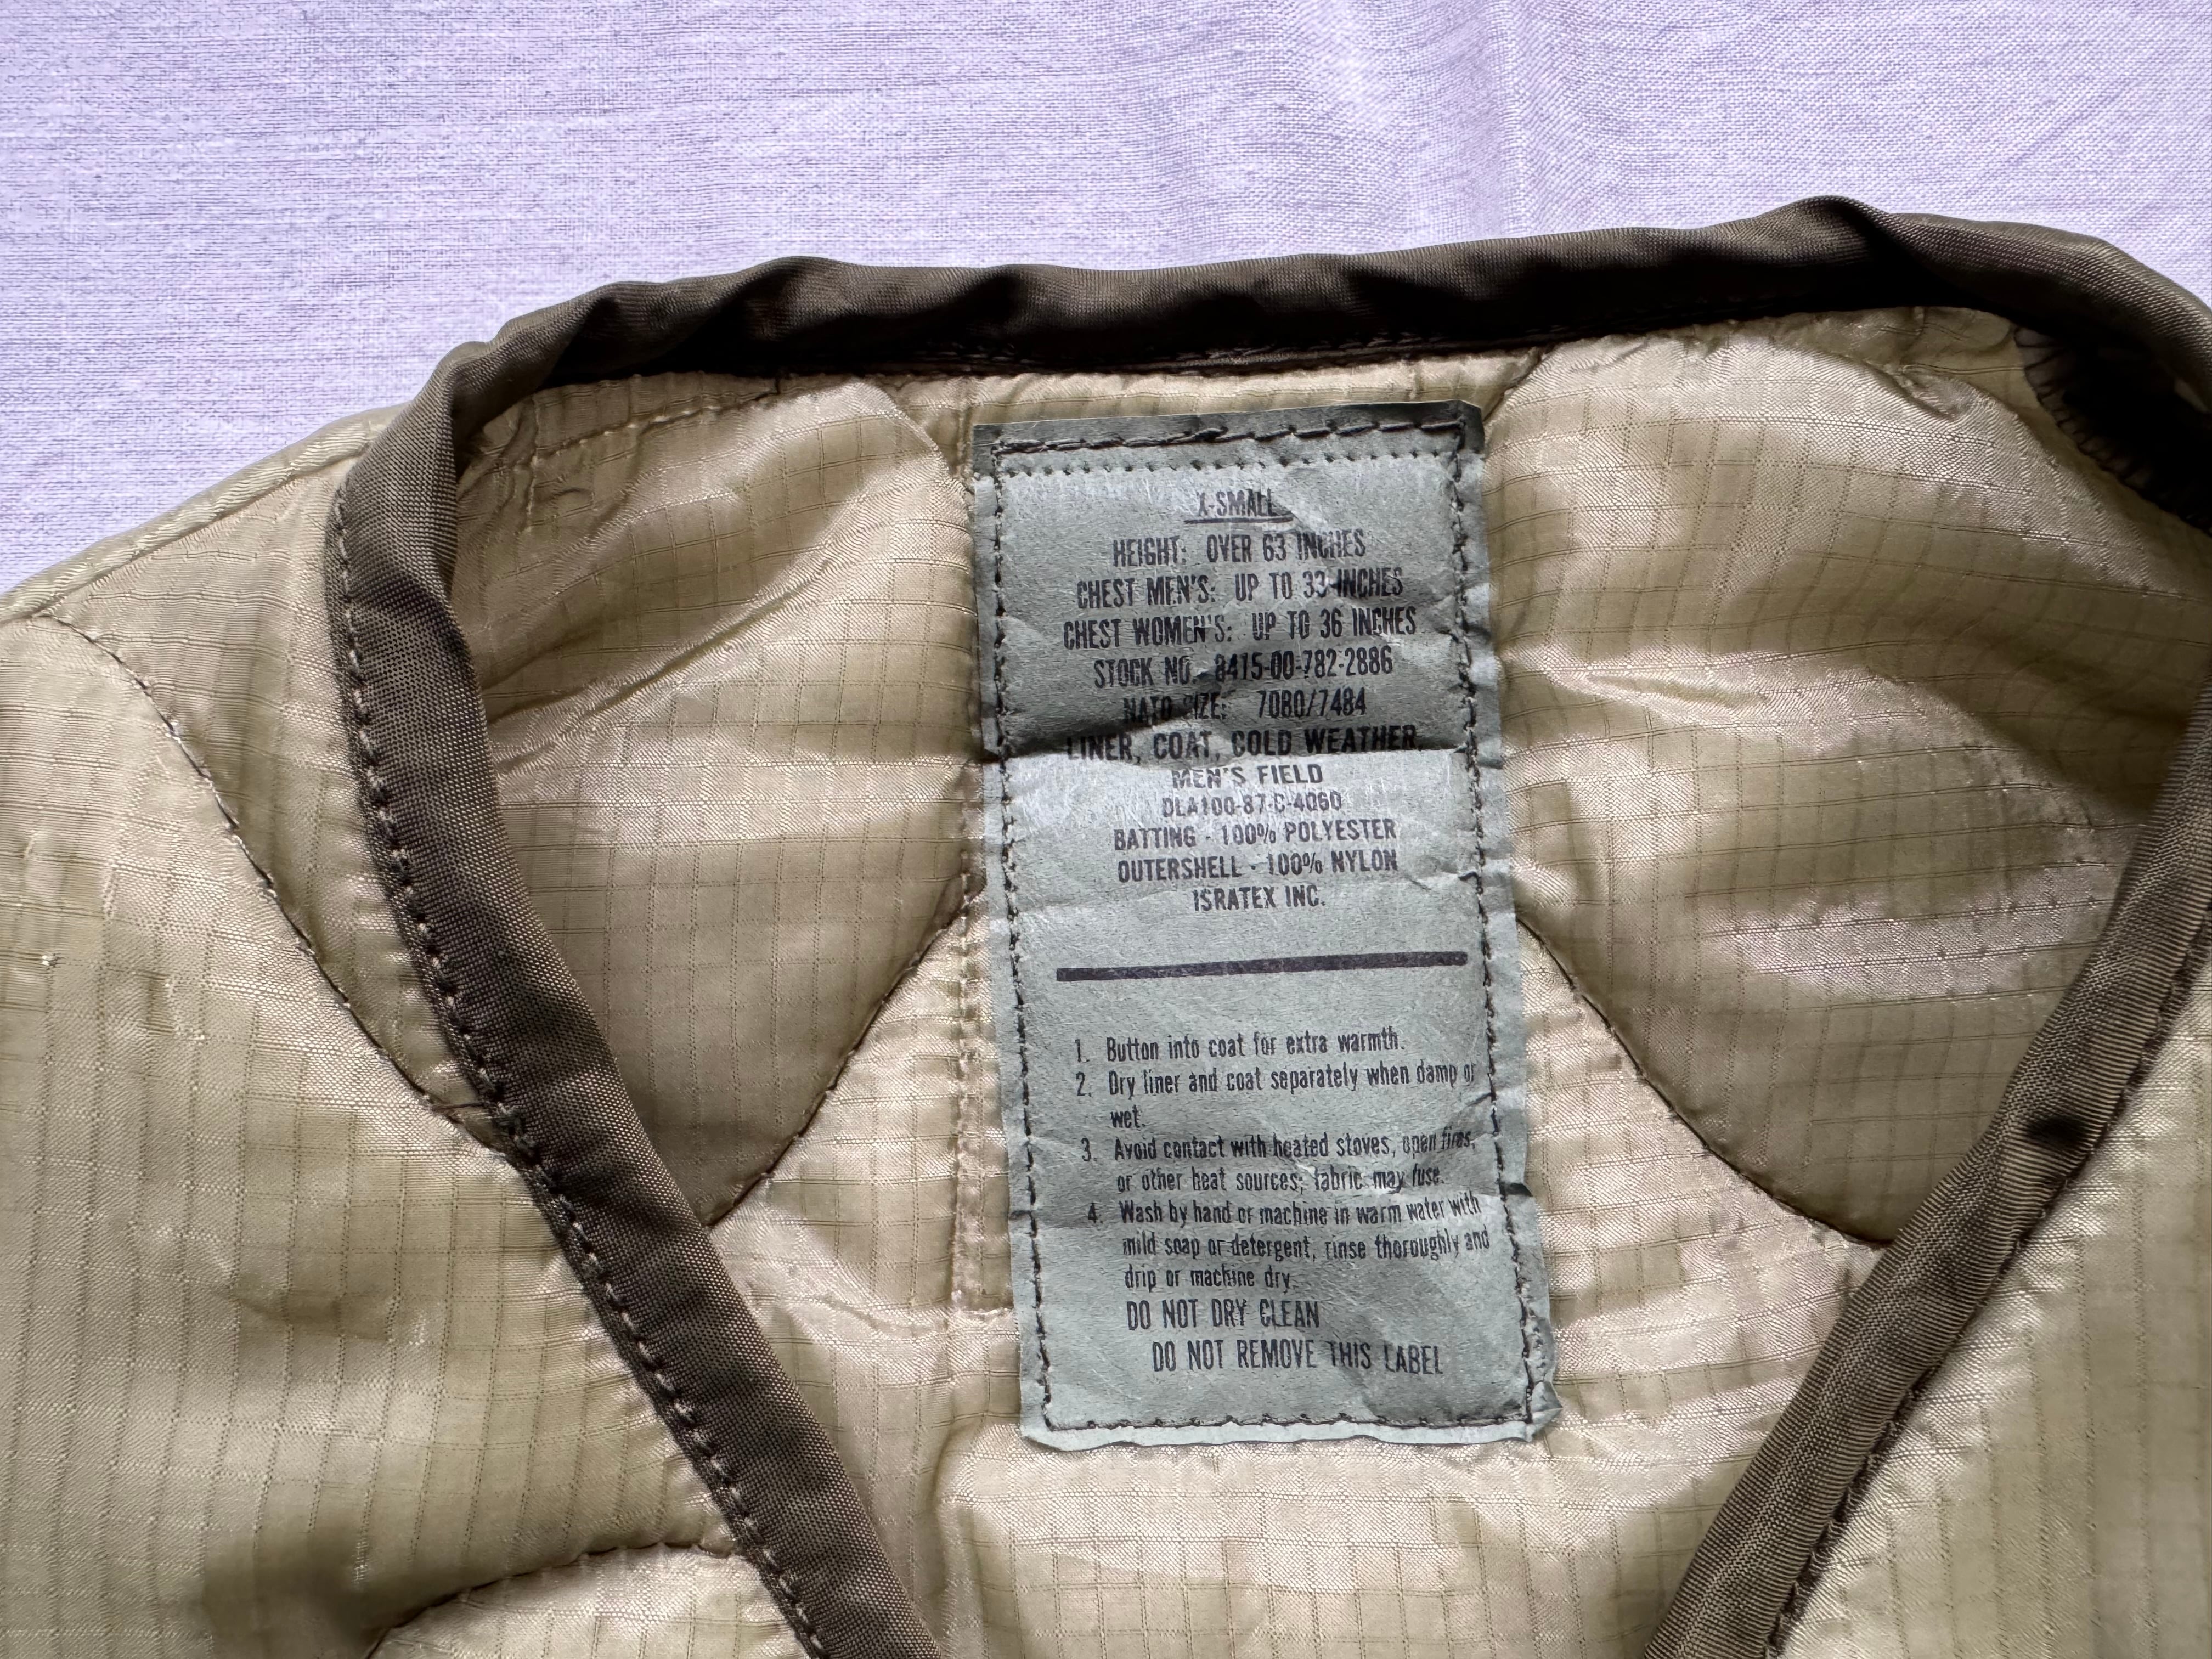 X-SMALL
HEIGHT: OVER 63 INCHES
CHEST MEN'S: UP TO 33 INCHES
CHEST WOMEN'S: UP TO 36 INCHES
STOCK NO.- 8415-00-782-2886
NATO SIZE: 7080/7484
LINER, COAT, COLD WEATHER,
MEN'S FIELD
DLA100-87-C-4060
BATTING - 100% POLYESTER
OUTERSHELL - 100% NYLON
ISRATEX INC.
1. Button into coat for extra warmth.
2. Dry liner and coat separately when damp or
wet.
3. Avoid contact with heated stoves, open fires,
or other heat sources; fabric may fuse.
4. Wash by hand or machine in warm water with
mild soap or detergent, rinse thoroughly and
drip or machine dry.
DO NOT DRY CLEAN
DO NOT REMOVE THIS LABEL